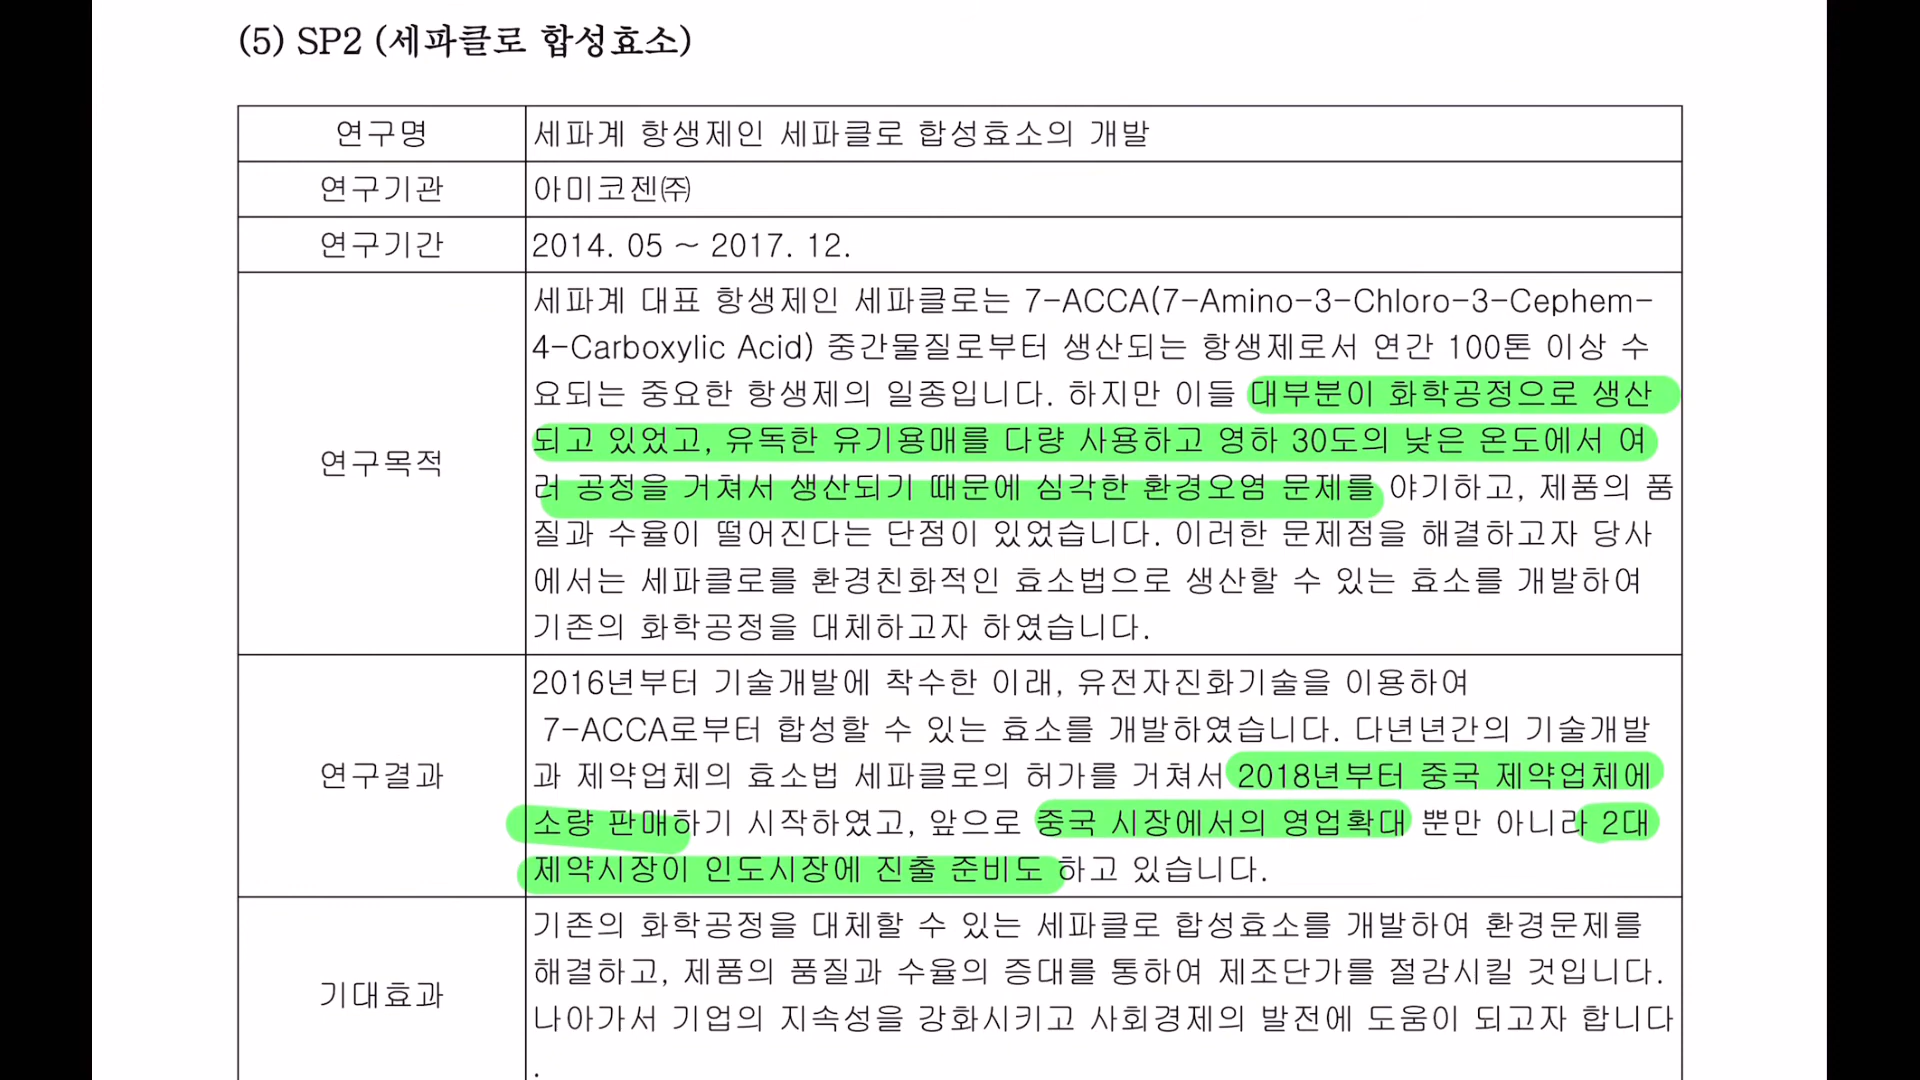 (5) SP2 (세파클로 합성효소)
연구명
세파계 항생제인 세파클로 합성효소의 개발
연구기관
아미코젠㈜
연구기간
2014. 05 ~ 2017. 12.
연구목적
세파계 대표 항생제인 세파클로는 7-ACCA(7-Amino-3-Chloro-3-Cephem-
4-Carboxylic Acid) 중간물질로부터 생산되는 항생제로서 연간 100톤 이상 수
요되는 중요한 항생제의 일종입니다. 하지만 이들 대부분이 화학공정으로 생산
되고 있었고, 유독한 유기용매를 다량 사용하고 영하 30도의 낮은 온도에서 여
러 공정을 거쳐서 생산되기 때문에 심각한 환경오염 문제를 야기하고, 제품의 품
질과 수율이 떨어진다는 단점이 있었습니다. 이러한 문제점을 해결하고자 당사
에서는 세파클로를 환경친화적인 효소법으로 생산할 수 있는 효소를 개발하여
기존의 화학공정을 대체하고자 하였습니다.
연구결과
2016년부터 기술개발에 착수한 이래, 유전자진화기술을 이용하여
7-ACCA로부터 합성할 수 있는 효소를 개발하였습니다. 다년년간의 기술개발
과 제약업체의 효소법 세파클로의 허가를 거쳐서 2018년부터 중국 제약업체에
소량 판매하기 시작하였고, 앞으로 중국 시장에서의 영업확대 뿐만 아니라 2대
제약시장이 인도시장에 진출 준비도 하고 있습니다.
기대효과
기존의 화학공정을 대체할 수 있는 세파클로 합성효소를 개발하여 환경문제를
해결하고, 제품의 품질과 수율의 증대를 통하여 제조단가를 절감시킬 것입니다.
나아가서 기업의 지속성을 강화시키고 사회경제의 발전에 도움이 되고자 합니다
.